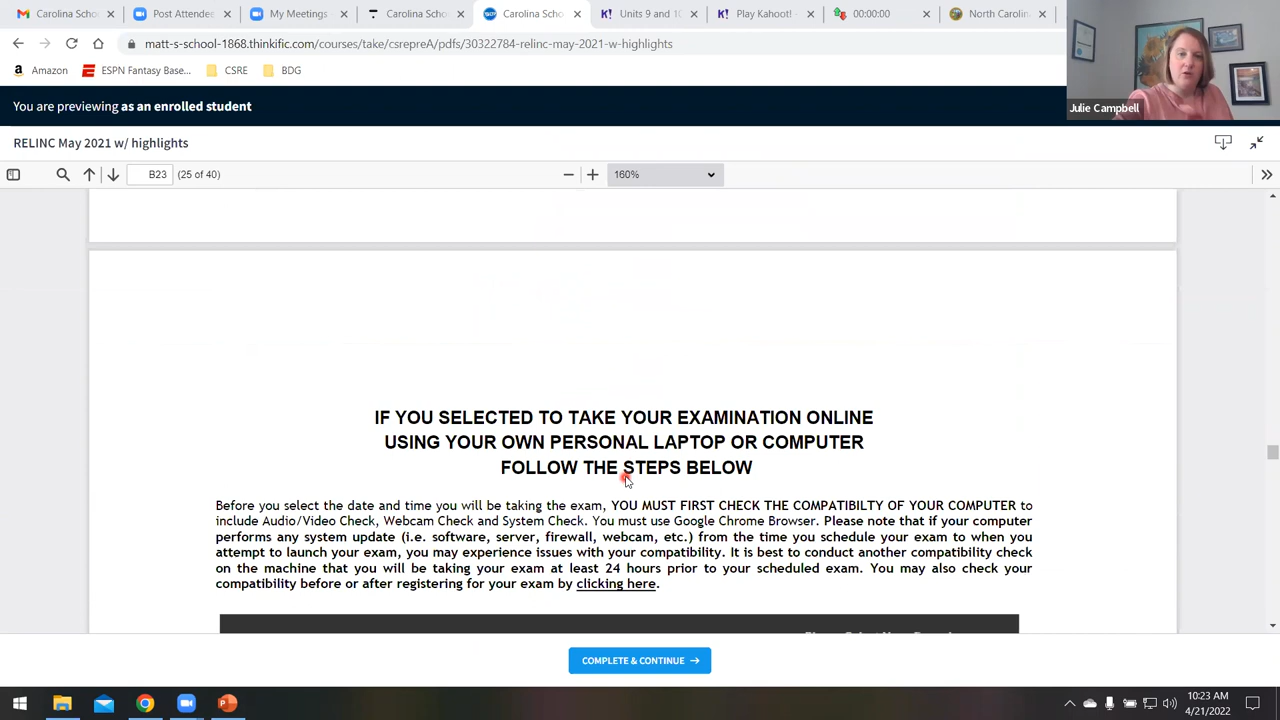 Carolina Scho
Post Attendee
My Meetings
Carolina Scho
Carolina Scho
Units 9 and 10
Play Kahoot! -
00:00:00
North Carolin
matt-s-school-1868.thinkific.com/courses/take/csrepreA/pdfs/30322784-relinc-may-2021-w-highlights
Amazon
ESPN Fantasy Base...
CSRE
BDG
Julie Campbell
You are previewing as an enrolled student
RELINC May 2021 w/ highlights
B23 (25 of 40)
160%
IF YOU SELECTED TO TAKE YOUR EXAMINATION ONLINE
USING YOUR OWN PERSONAL LAPTOP OR COMPUTER
FOLLOW THE STEPS BELOW
Before you select the date and time you will be taking the exam, YOU MUST FIRST CHECK THE COMPATIBILTY OF YOUR COMPUTER to
include Audio/Video Check, Webcam Check and System Check. You must use Google Chrome Browser. Please note that if your computer
performs any system update (i.e. software, server, firewall, webcam, etc.) from the time you schedule your exam to when you
attempt to launch your exam, you may experience issues with your compatibility. It is best to conduct another compatibility check
on the machine that you will be taking your exam at least 24 hours prior to your scheduled exam. You may also check your
compatibility before or after registering for your exam by clicking here.
COMPLETE & CONTINUE →
10:23 AM
4/21/2022